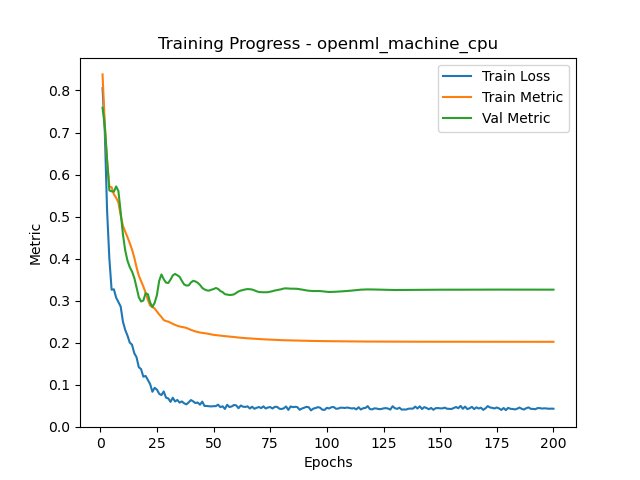 Training Progress - openml_machine_cpu
Train Loss
Train Metric
Val Metric
Metric
0.8
0.7
0.6
0.5
0.4
0.3
0.2
0.1
0.0
0 25 50 75 100 125 150 175 200
Epochs